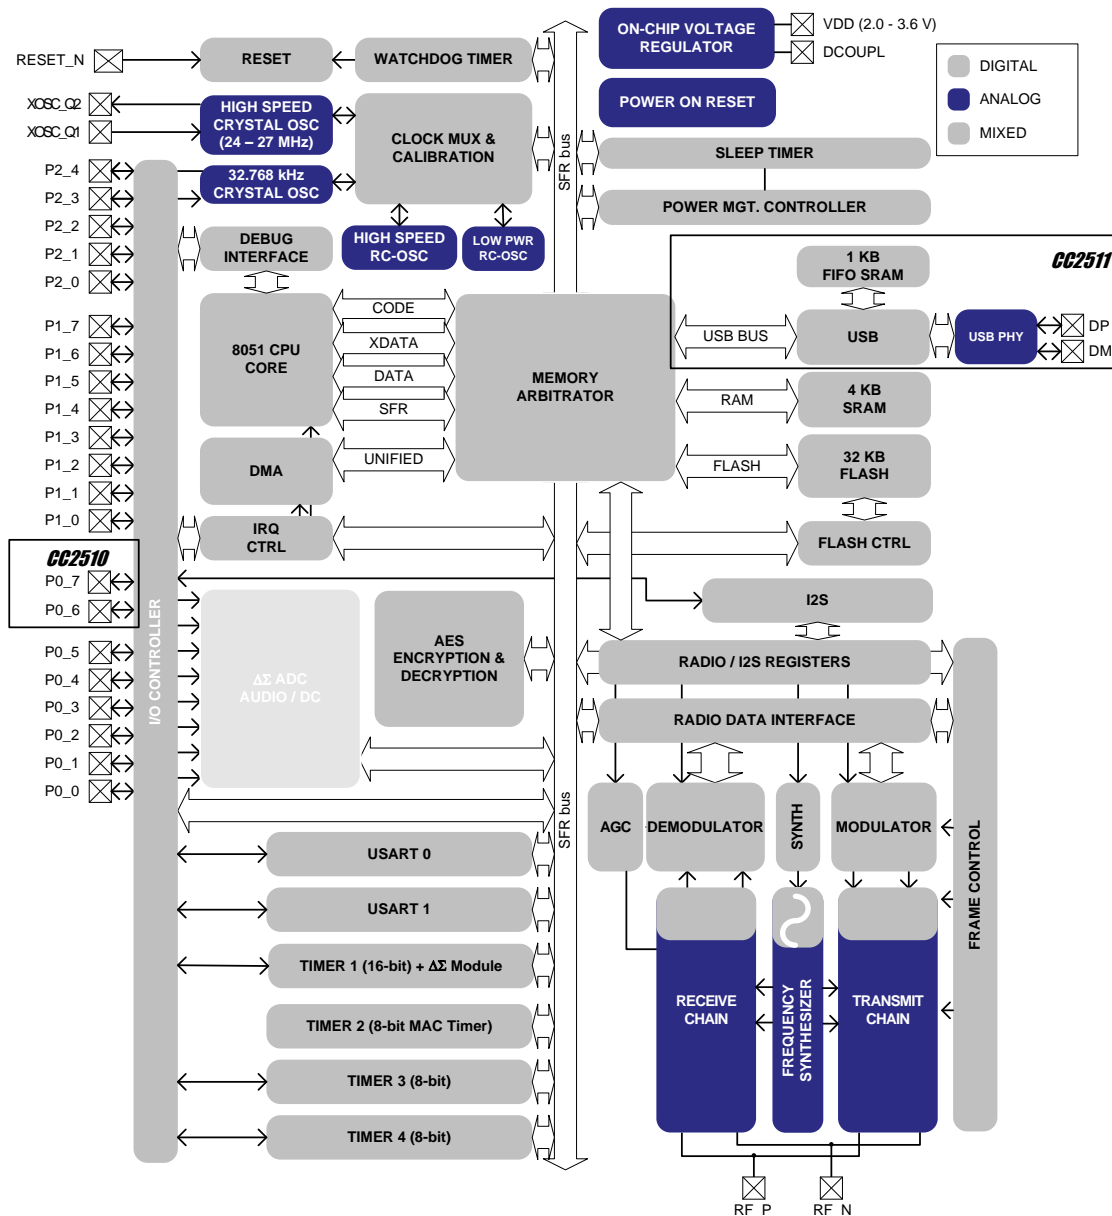 RESET_N
RESET
WATCHDOG TIMER
ON-CHIP VOLTAGE
REGULATOR
VDD (2.0 - 3.6 V)
DCOUPL
DIGITAL
ANALOG
MIXED
XOSC_Q2
XOSC_Q1
HIGH SPEED
CRYSTAL OSC
(24 – 27 MHz)
CLOCK MUX &
CALIBRATION
POWER ON RESET
SFR bus
SLEEP TIMER
P2_4
P2_3
P2_2
P2_1
P2_0
32.768 kHz
CRYSTAL OSC
POWER MGT. CONTROLLER
DEBUG
INTERFACE
HIGH SPEED
RC-OSC
LOW PWR
RC-OSC
1 KB
FIFO SRAM
CC2511
P1_7
P1_6
P1_5
P1_4
P1_3
P1_2
P1_1
P1_0
8051 CPU
CORE
CODE
XDATA
DATA
SFR
MEMORY
ARBITRATOR
USB BUS
USB
USB PHY
DP
DM
RAM
4 KB
SRAM
DMA
UNIFIED
FLASH
32 KB
FLASH
IRQ
CTRL
FLASH CTRL
CC2510
P0_7
P0_6
P0_5
P0_4
P0_3
P0_2
P0_1
P0_0
I/O CONTROLLER
I2S
ΔΣ ADC
AUDIO / DC
AES
ENCRYPTION &
DECRYPTION
RADIO / I2S REGISTERS
RADIO DATA INTERFACE
SFR bus
AGC
DEMODULATOR
SYNTH
MODULATOR
FRAME CONTROL
USART 0
USART 1
TIMER 1 (16-bit) + ΔΣ Module
TIMER 2 (8-bit MAC Timer)
TIMER 3 (8-bit)
TIMER 4 (8-bit)
RECEIVE
CHAIN
FREQUENCY
SYNTHESIZER
TRANSMIT
CHAIN
RF_P
RF_N